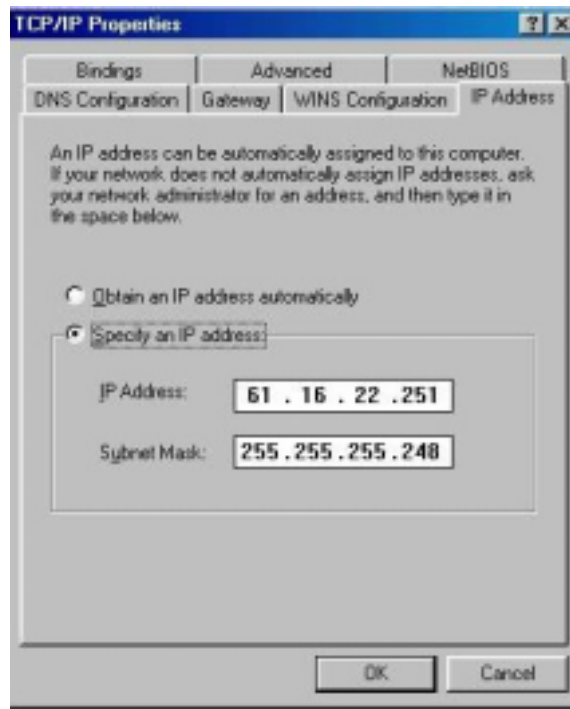 TCP/IP Properties
? X
Bindings Advanced NetBIOS
DNS Configuration Gateway WINS Configuration IP Address
An IP address can be automatically assigned to this computer.
If your network does not automatically assign IP addresses, ask
your network administrator for an address, and then type it in
the space below.
Obtain an IP address automatically
Specify an IP address:
IP Address: 61 . 16 . 22 .251
Subnet Mask: 255.255.255.248
OK Cancel